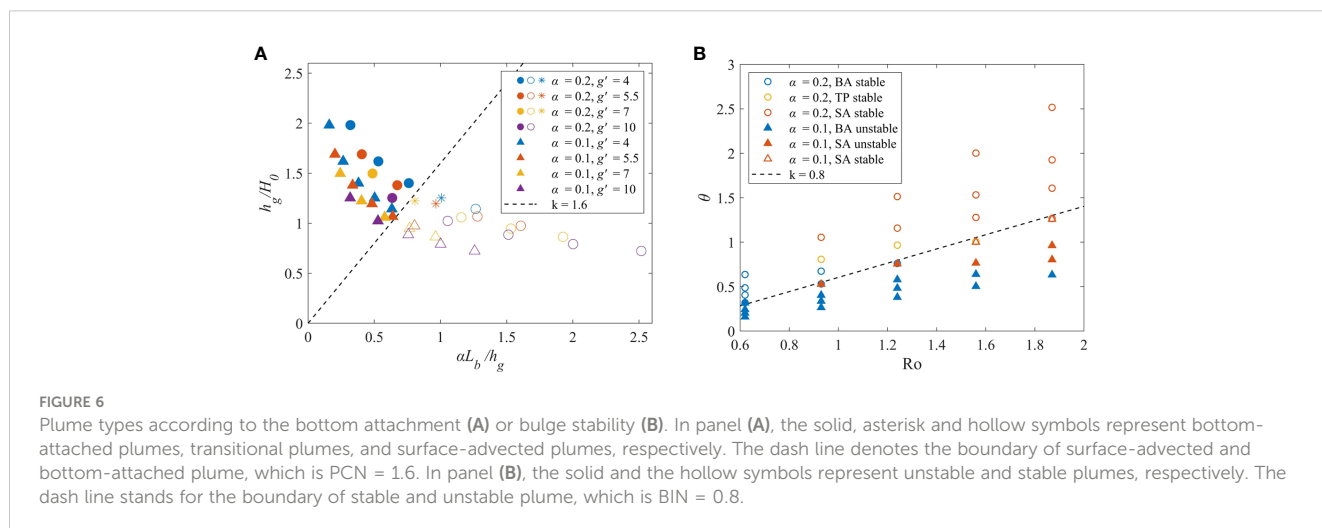 A
h_g/H_0
2.5
2
1.5
1
0.5
0
0 0.5 1 1.5 2 2.5
αL_b/h_g
α = 0.2, g' = 4
α = 0.2, g' = 5.5
α = 0.2, g' = 7
α = 0.2, g' = 10
α = 0.1, g' = 4
α = 0.1, g' = 5.5
α = 0.1, g' = 7
α = 0.1, g' = 10
k = 1.6
B
θ
3
2.5
2
1.5
1
0.5
0
0.6 0.8 1 1.2 1.4 1.6 1.8 2
Ro
α = 0.2, BA stable
α = 0.2, TP stable
α = 0.2, SA stable
α = 0.1, BA unstable
α = 0.1, SA unstable
α = 0.1, SA stable
k = 0.8
FIGURE 6
Plume types according to the bottom attachment (A) or bulge stability (B). In panel (A), the solid, asterisk and hollow symbols represent bottom-
attached plumes, transitional plumes, and surface-advected plumes, respectively. The dash line denotes the boundary of surface-advected and
bottom-attached plume, which is PCN = 1.6. In panel (B), the solid and the hollow symbols represent unstable and stable plumes, respectively. The
dash line stands for the boundary of stable and unstable plume, which is BIN = 0.8.